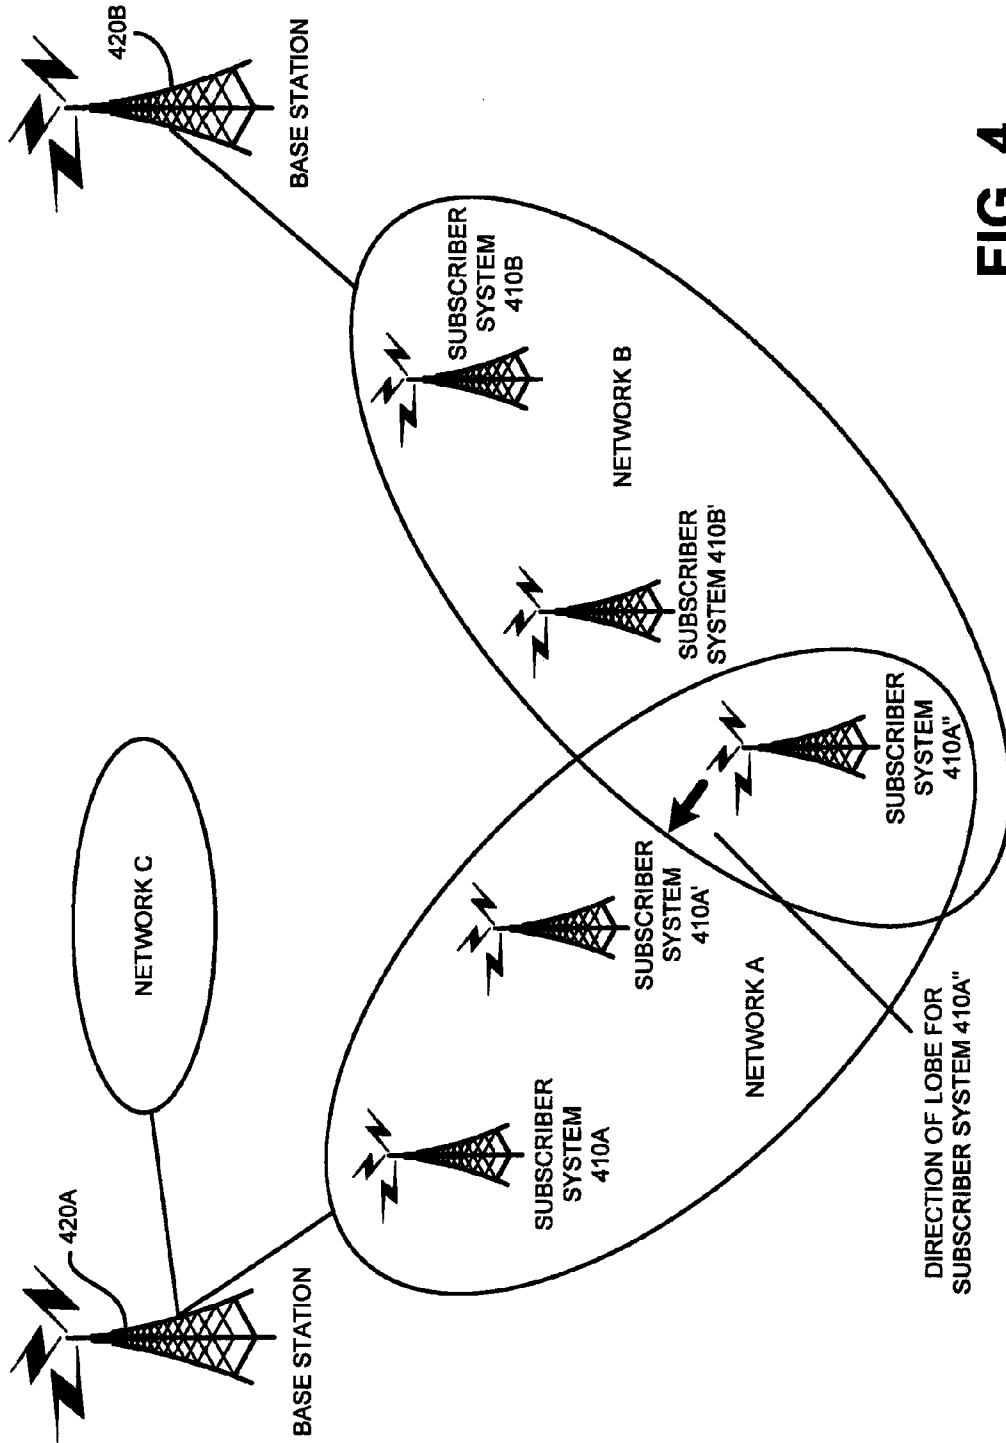 420A
BASE STATION
NETWORK C
420B
BASE STATION
SUBSCRIBER
SYSTEM
410A
SUBSCRIBER
SYSTEM
410A'
SUBSCRIBER
SYSTEM 410B'
SUBSCRIBER
SYSTEM
410B
NETWORK B
NETWORK A
SUBSCRIBER
SYSTEM
410A"
DIRECTION OF LOBE FOR
SUBSCRIBER SYSTEM 410A"
FIG. 4